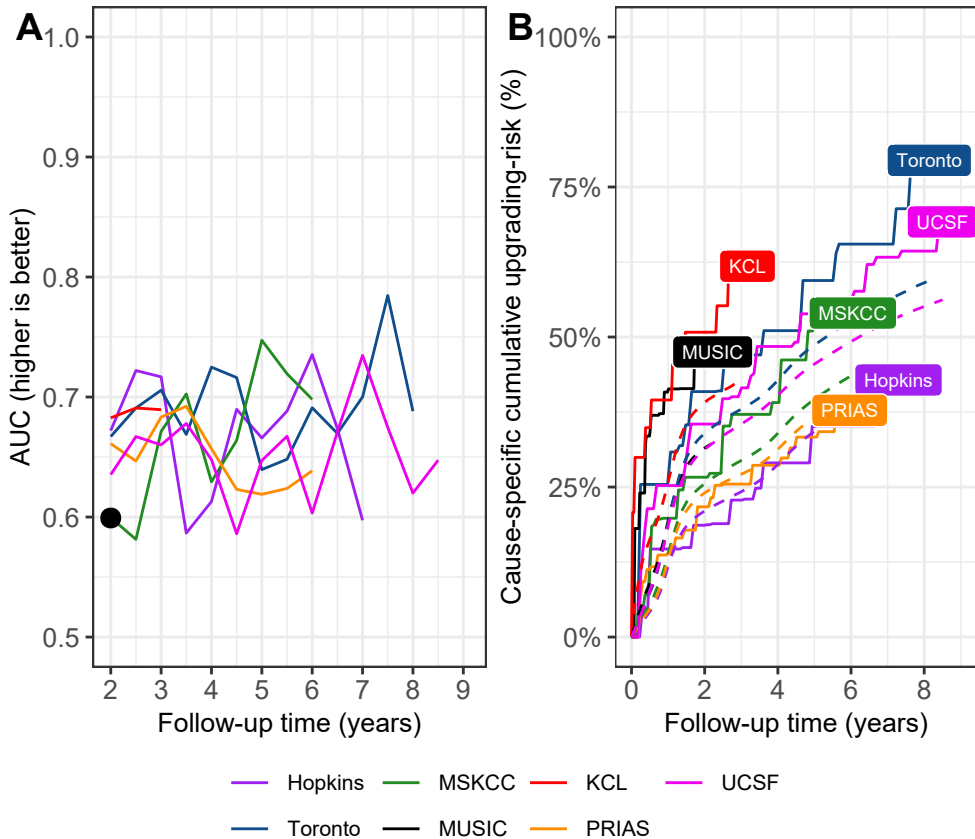 A
AUC (higher is better)
1.0
0.9
0.8
0.7
0.6
0.5
2 3 4 5 6 7 8 9
Follow-up time (years)
B
Cause-specific cumulative upgrading-risk (%)
100%
75%
50%
25%
0%
Toronto
UCSF
KCL
MSKCC
MUSIC
Hopkins
PRIAS
0 2 4 6 8
Follow-up time (years)
Hopkins MSKCC KCL UCSF
Toronto MUSIC PRIAS